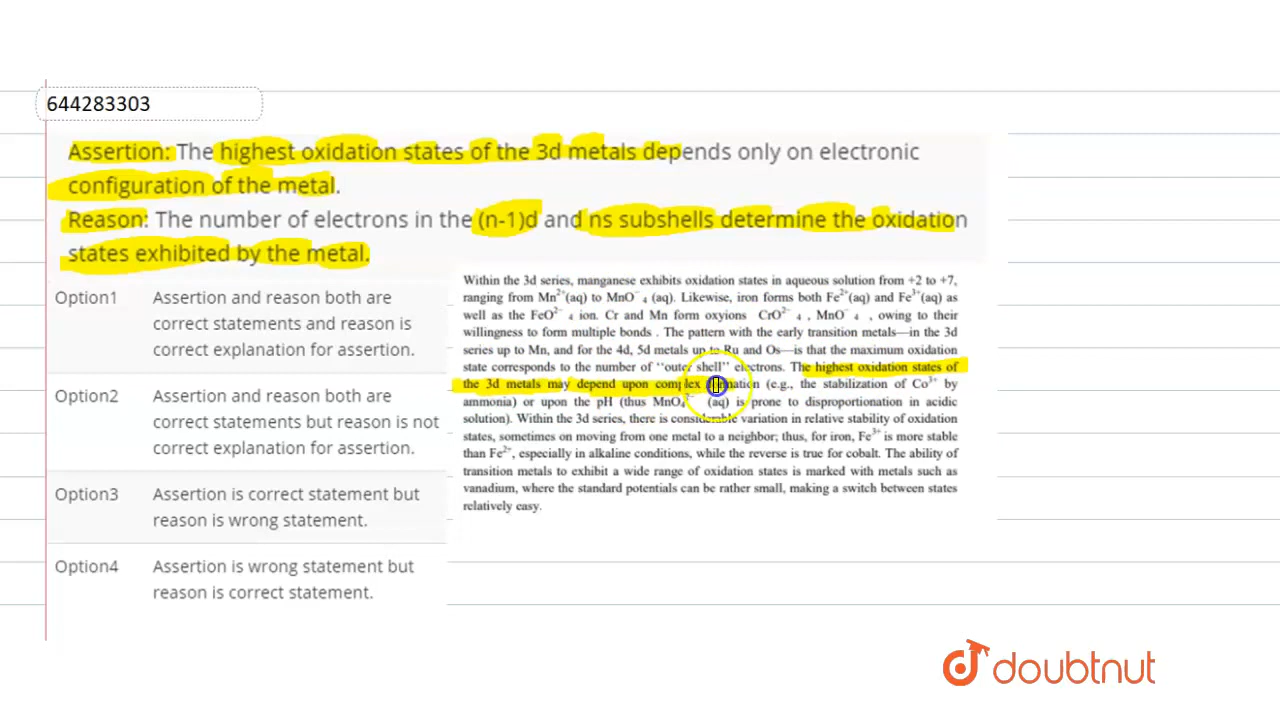 644283303
Assertion: The highest oxidation states of the 3d metals depends only on electronic
configuration of the metal.
Reason: The number of electrons in the (n-1)d and ns subshells determine the oxidation
states exhibited by the metal.
Option1 Assertion and reason both are
correct statements and reason is
correct explanation for assertion.
Option2 Assertion and reason both are
correct statements but reason is not
correct explanation for assertion.
Option3 Assertion is correct statement but
reason is wrong statement.
Option4 Assertion is wrong statement but
reason is correct statement.
Within the 3d series, manganese exhibits oxidation states in aqueous solution from +2 to +7,
ranging from Mn²⁺(aq) to MnO⁻₄ (aq). Likewise, iron forms both Fe²⁺(aq) and Fe³⁺(aq) as
well as the FeO²⁻₄ ion. Cr and Mn form oxyions CrO²⁻₄ , MnO⁻₄ , owing to their
willingness to form multiple bonds . The pattern with the early transition metals—in the 3d
series up to Mn, and for the 4d, 5d metals up to Ru and Os—is that the maximum oxidation
state corresponds to the number of ‘‘outer shell’’ electrons. The highest oxidation states of
the 3d metals may depend upon complex formation (e.g., the stabilization of Co³⁺ by
ammonia) or upon the pH (thus MnO₄²⁻ (aq) is prone to disproportionation in acidic
solution). Within the 3d series, there is considerable variation in relative stability of oxidation
states, sometimes on moving from one metal to a neighbor; thus, for iron, Fe³⁺ is more stable
than Fe²⁺, especially in alkaline conditions, while the reverse is true for cobalt. The ability of
transition metals to exhibit a wide range of oxidation states is marked with metals such as
vanadium, where the standard potentials can be rather small, making a switch between states
relatively easy.
doubtnut